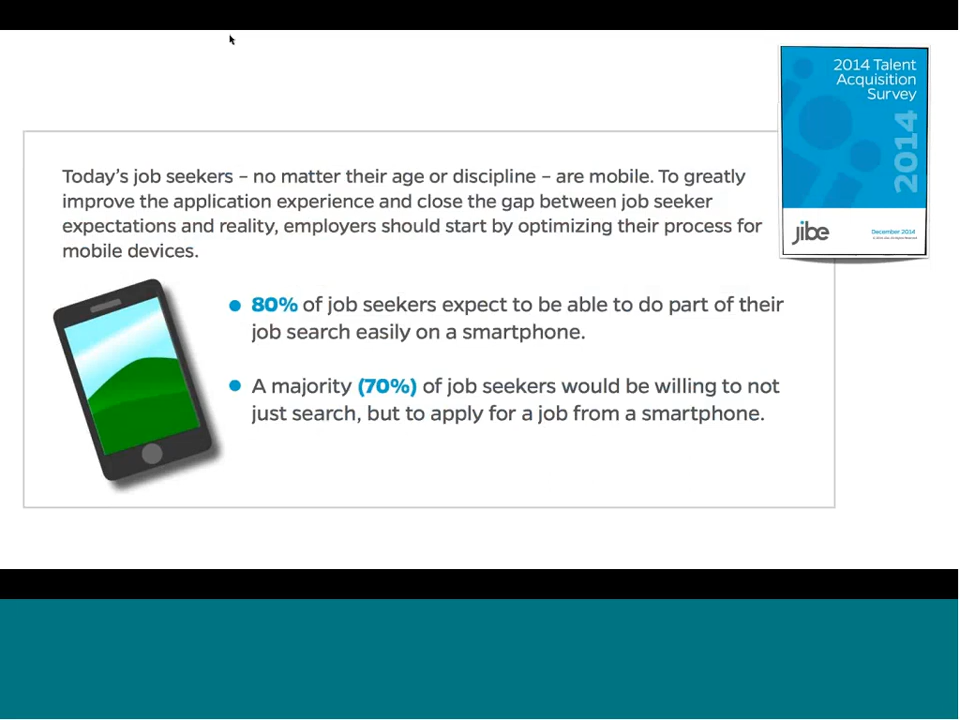 2014 Talent
Acquisition
Survey
2014
jibe
December 2014
Today's job seekers – no matter their age or discipline – are mobile. To greatly
improve the application experience and close the gap between job seeker
expectations and reality, employers should start by optimizing their process for
mobile devices.
80% of job seekers expect to be able to do part of their
job search easily on a smartphone.
A majority (70%) of job seekers would be willing to not
just search, but to apply for a job from a smartphone.